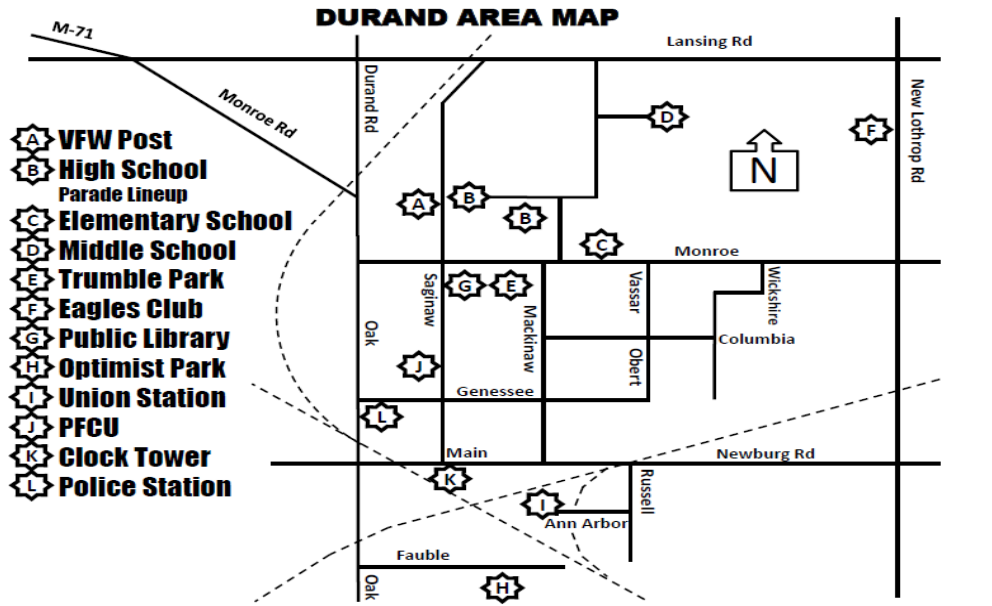 DURAND AREA MAP
M-71
Lansing Rd
Monroe Rd
Durand Rd
New Lothrop Rd
A VFW Post
B High School
Parade Lineup
C Elementary School
D Middle School
E Trumble Park
F Eagles Club
G Public Library
H Optimist Park
I Union Station
J PFCU
K Clock Tower
L Police Station
D
F
N
A
B
B
C
Monroe
G
E
Saginaw
Mackinaw
Vassar
Wickshire
Oak
Columbia
Obert
J
Genessee
L
Main
Newburg Rd
K
Russell
I
Ann Arbor
Fauble
H
Oak